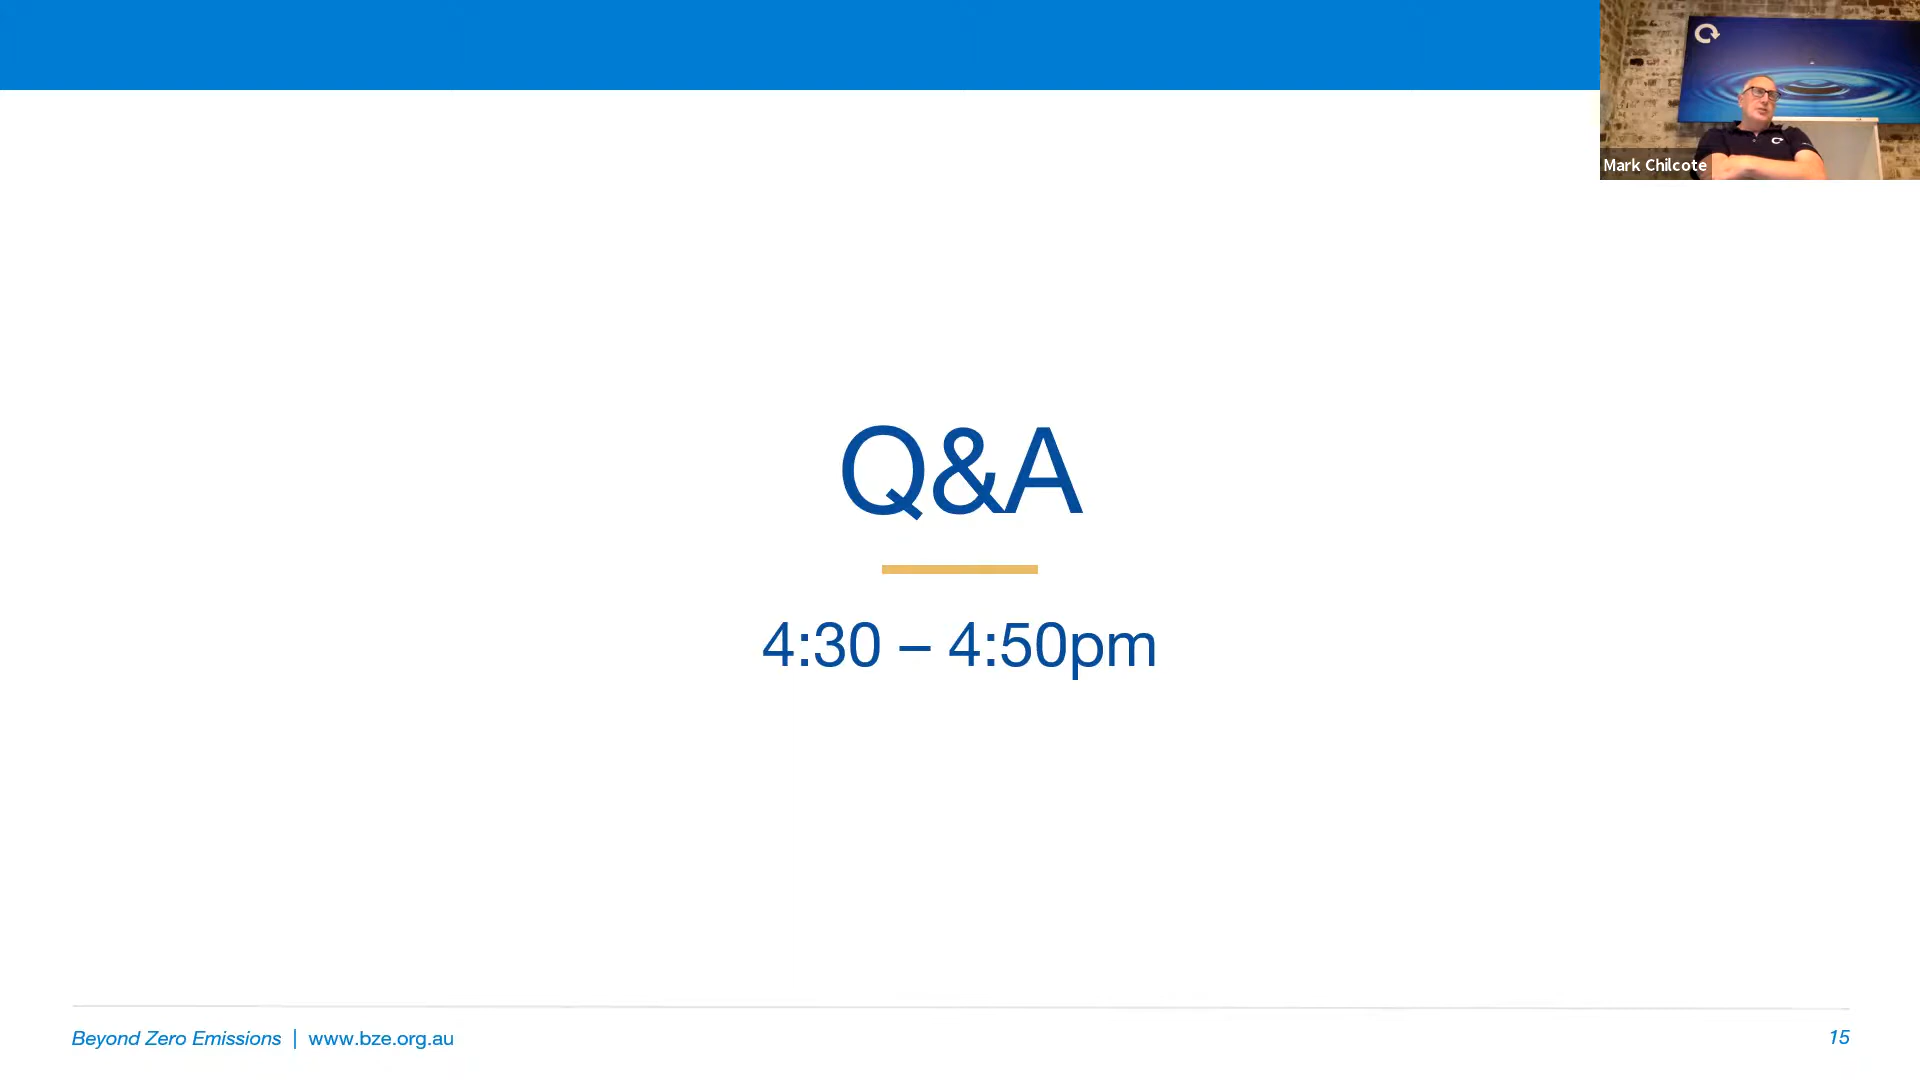 Mark Chilcote
Q&A
4:30 – 4:50pm
Beyond Zero Emissions | www.bze.org.au
15